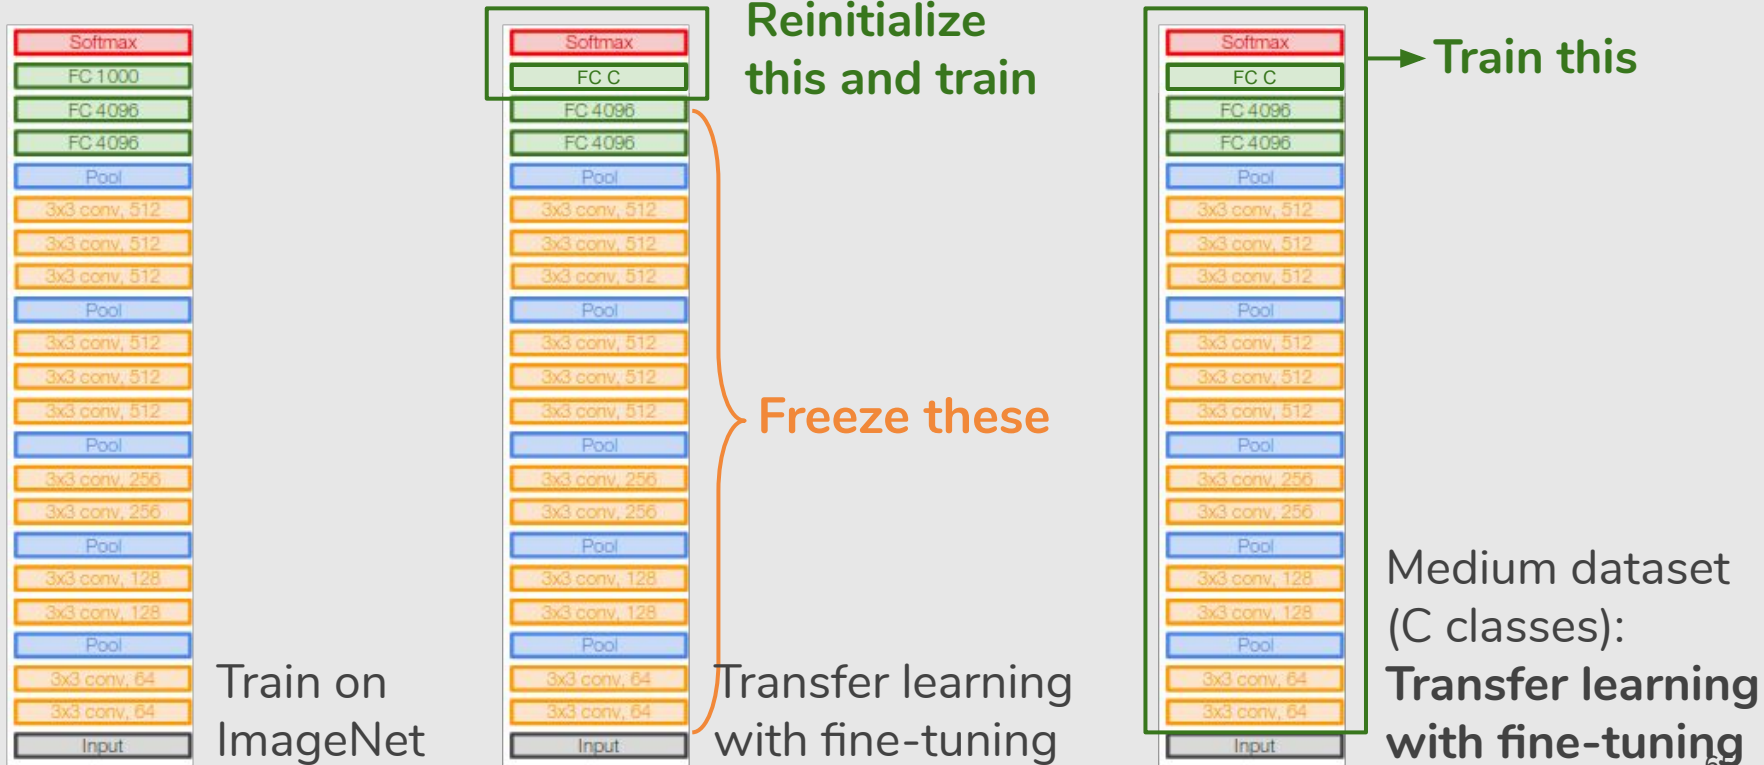 Softmax
FC 1000
FC 4096
FC 4096
Pool
3x3 conv, 512
3x3 conv, 512
3x3 conv, 512
Pool
3x3 conv, 512
3x3 conv, 512
3x3 conv, 512
Pool
3x3 conv, 256
3x3 conv, 256
Pool
3x3 conv, 128
3x3 conv, 128
Pool
3x3 conv, 64
3x3 conv, 64
Input
Train on
ImageNet
Softmax
FC C
FC 4096
FC 4096
Pool
3x3 conv, 512
3x3 conv, 512
3x3 conv, 512
Pool
3x3 conv, 512
3x3 conv, 512
3x3 conv, 512
Pool
3x3 conv, 256
3x3 conv, 256
Pool
3x3 conv, 128
3x3 conv, 128
Pool
3x3 conv, 64
3x3 conv, 64
Input
Reinitialize
this and train
Freeze these
Transfer learning
with fine-tuning
Softmax
FC C
FC 4096
FC 4096
Pool
3x3 conv, 512
3x3 conv, 512
3x3 conv, 512
Pool
3x3 conv, 512
3x3 conv, 512
3x3 conv, 512
Pool
3x3 conv, 256
3x3 conv, 256
Pool
3x3 conv, 128
3x3 conv, 128
Pool
3x3 conv, 64
3x3 conv, 64
Input
Train this
Medium dataset
(C classes):
Transfer learning
with fine-tuning